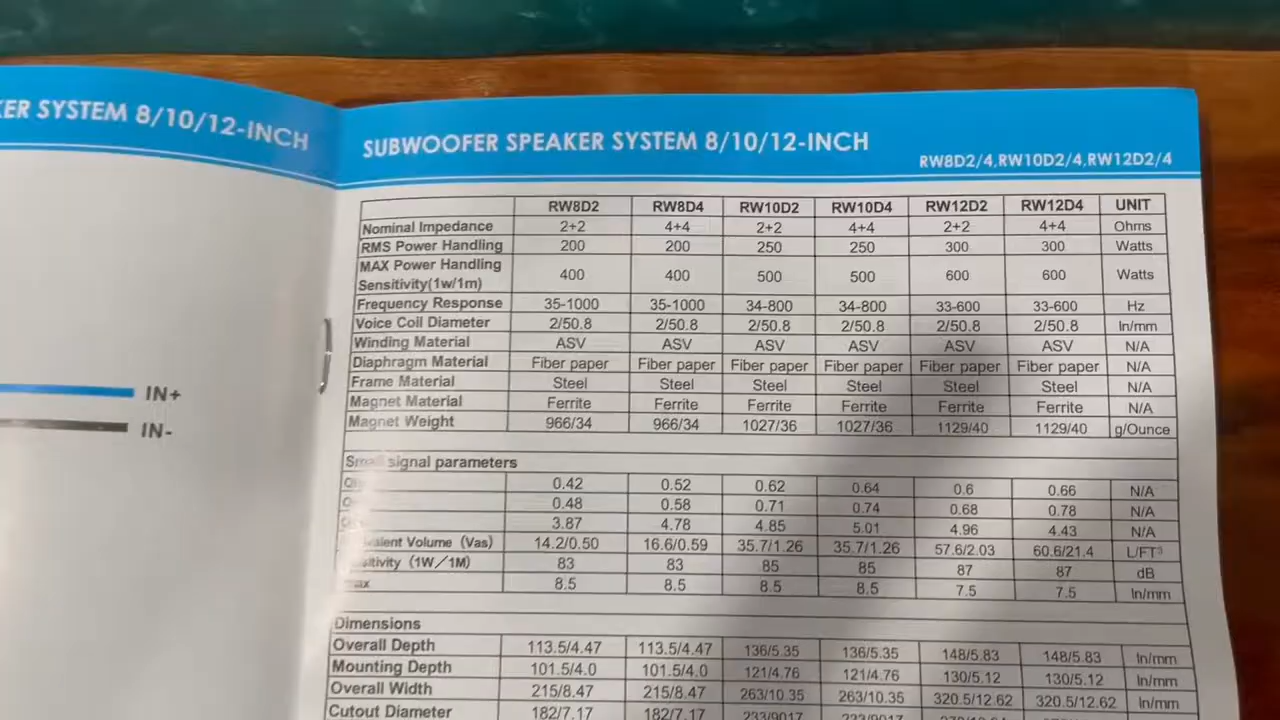 ER SYSTEM 8/10/12-INCH
IN+
IN-
SUBWOOFER SPEAKER SYSTEM 8/10/12-INCH
RW8D2/4,RW10D2/4,RW12D2/4
RW8D2 RW8D4 RW10D2 RW10D4 RW12D2 RW12D4 UNIT
Nominal Impedance 2+2 4+4 2+2 4+4 2+2 4+4 Ohms
RMS Power Handling 200 200 250 250 300 300 Watts
MAX Power Handling
Sensitivity(1w/1m) 400 400 500 500 600 600 Watts
Frequency Response 35-1000 35-1000 34-800 34-800 33-600 33-600 Hz
Voice Coil Diameter 2/50.8 2/50.8 2/50.8 2/50.8 2/50.8 2/50.8 In/mm
Winding Material ASV ASV ASV ASV ASV ASV N/A
Diaphragm Material Fiber paper Fiber paper Fiber paper Fiber paper Fiber paper Fiber paper N/A
Frame Material Steel Steel Steel Steel Steel Steel N/A
Magnet Material Ferrite Ferrite Ferrite Ferrite Ferrite Ferrite N/A
Magnet Weight 966/34 966/34 1027/36 1027/36 1129/40 1129/40 g/Ounce
Small signal parameters
0.42 0.52 0.62 0.64 0.6 0.66 N/A
0.48 0.58 0.71 0.74 0.68 0.78 N/A
3.87 4.78 4.85 5.01 4.96 4.43 N/A
Volume (Vas) 14.2/0.50 16.6/0.59 35.7/1.26 35.7/1.26 57.6/2.03 60.6/21.4 L/FT³
(1W/1M) 83 83 85 85 87 87 dB
8.5 8.5 8.5 8.5 7.5 7.5 In/mm
Dimensions
Overall Depth 113.5/4.47 113.5/4.47 136/5.35 136/5.35 148/5.83 148/5.83 In/mm
Mounting Depth 101.5/4.0 101.5/4.0 121/4.76 121/4.76 130/5.12 130/5.12 In/mm
Overall Width 215/8.47 215/8.47 263/10.35 263/10.35 320.5/12.62 320.5/12.62 In/mm
Cutout Diameter 182/7.17 182/7.17 233/9017